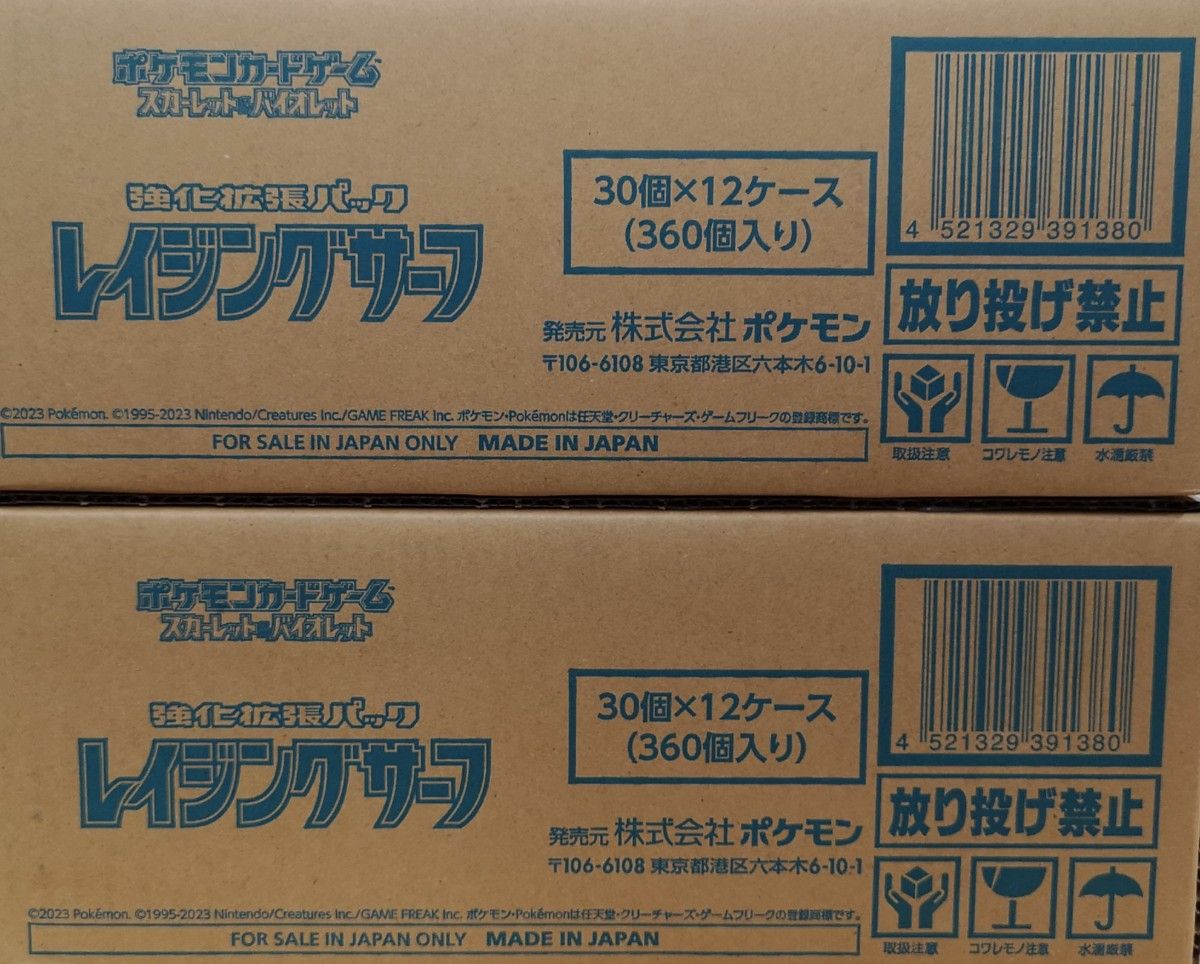 ポケモンカードゲーム
スカーレット&バイオレット
強化拡張パック
レイジングサーフ
30個×12ケース
(360個入り)
発売元 株式会社 ポケモン
〒106-6108 東京都港区六本木6-10-1
©2023 Pokémon. ©1995-2023 Nintendo/Creatures Inc./GAME FREAK Inc. ポケモン・Pokémonは任天堂・クリーチャーズ・ゲームフリークの登録商標です。
FOR SALE IN JAPAN ONLY MADE IN JAPAN
4 521329 391380
放り投げ禁止
取扱注意 コワレモノ注意 水濡厳禁
ポケモンカードゲーム
スカーレット&バイオレット
強化拡張パック
レイジングサーフ
30個×12ケース
(360個入り)
発売元 株式会社 ポケモン
〒106-6108 東京都港区六本木6-10-1
©2023 Pokémon. ©1995-2023 Nintendo/Creatures Inc./GAME FREAK Inc. ポケモン・Pokémonは任天堂・クリーチャーズ・ゲームフリークの登録商標です。
FOR SALE IN JAPAN ONLY MADE IN JAPAN
4 521329 391380
放り投げ禁止
取扱注意 コワレモノ注意 水濡厳禁